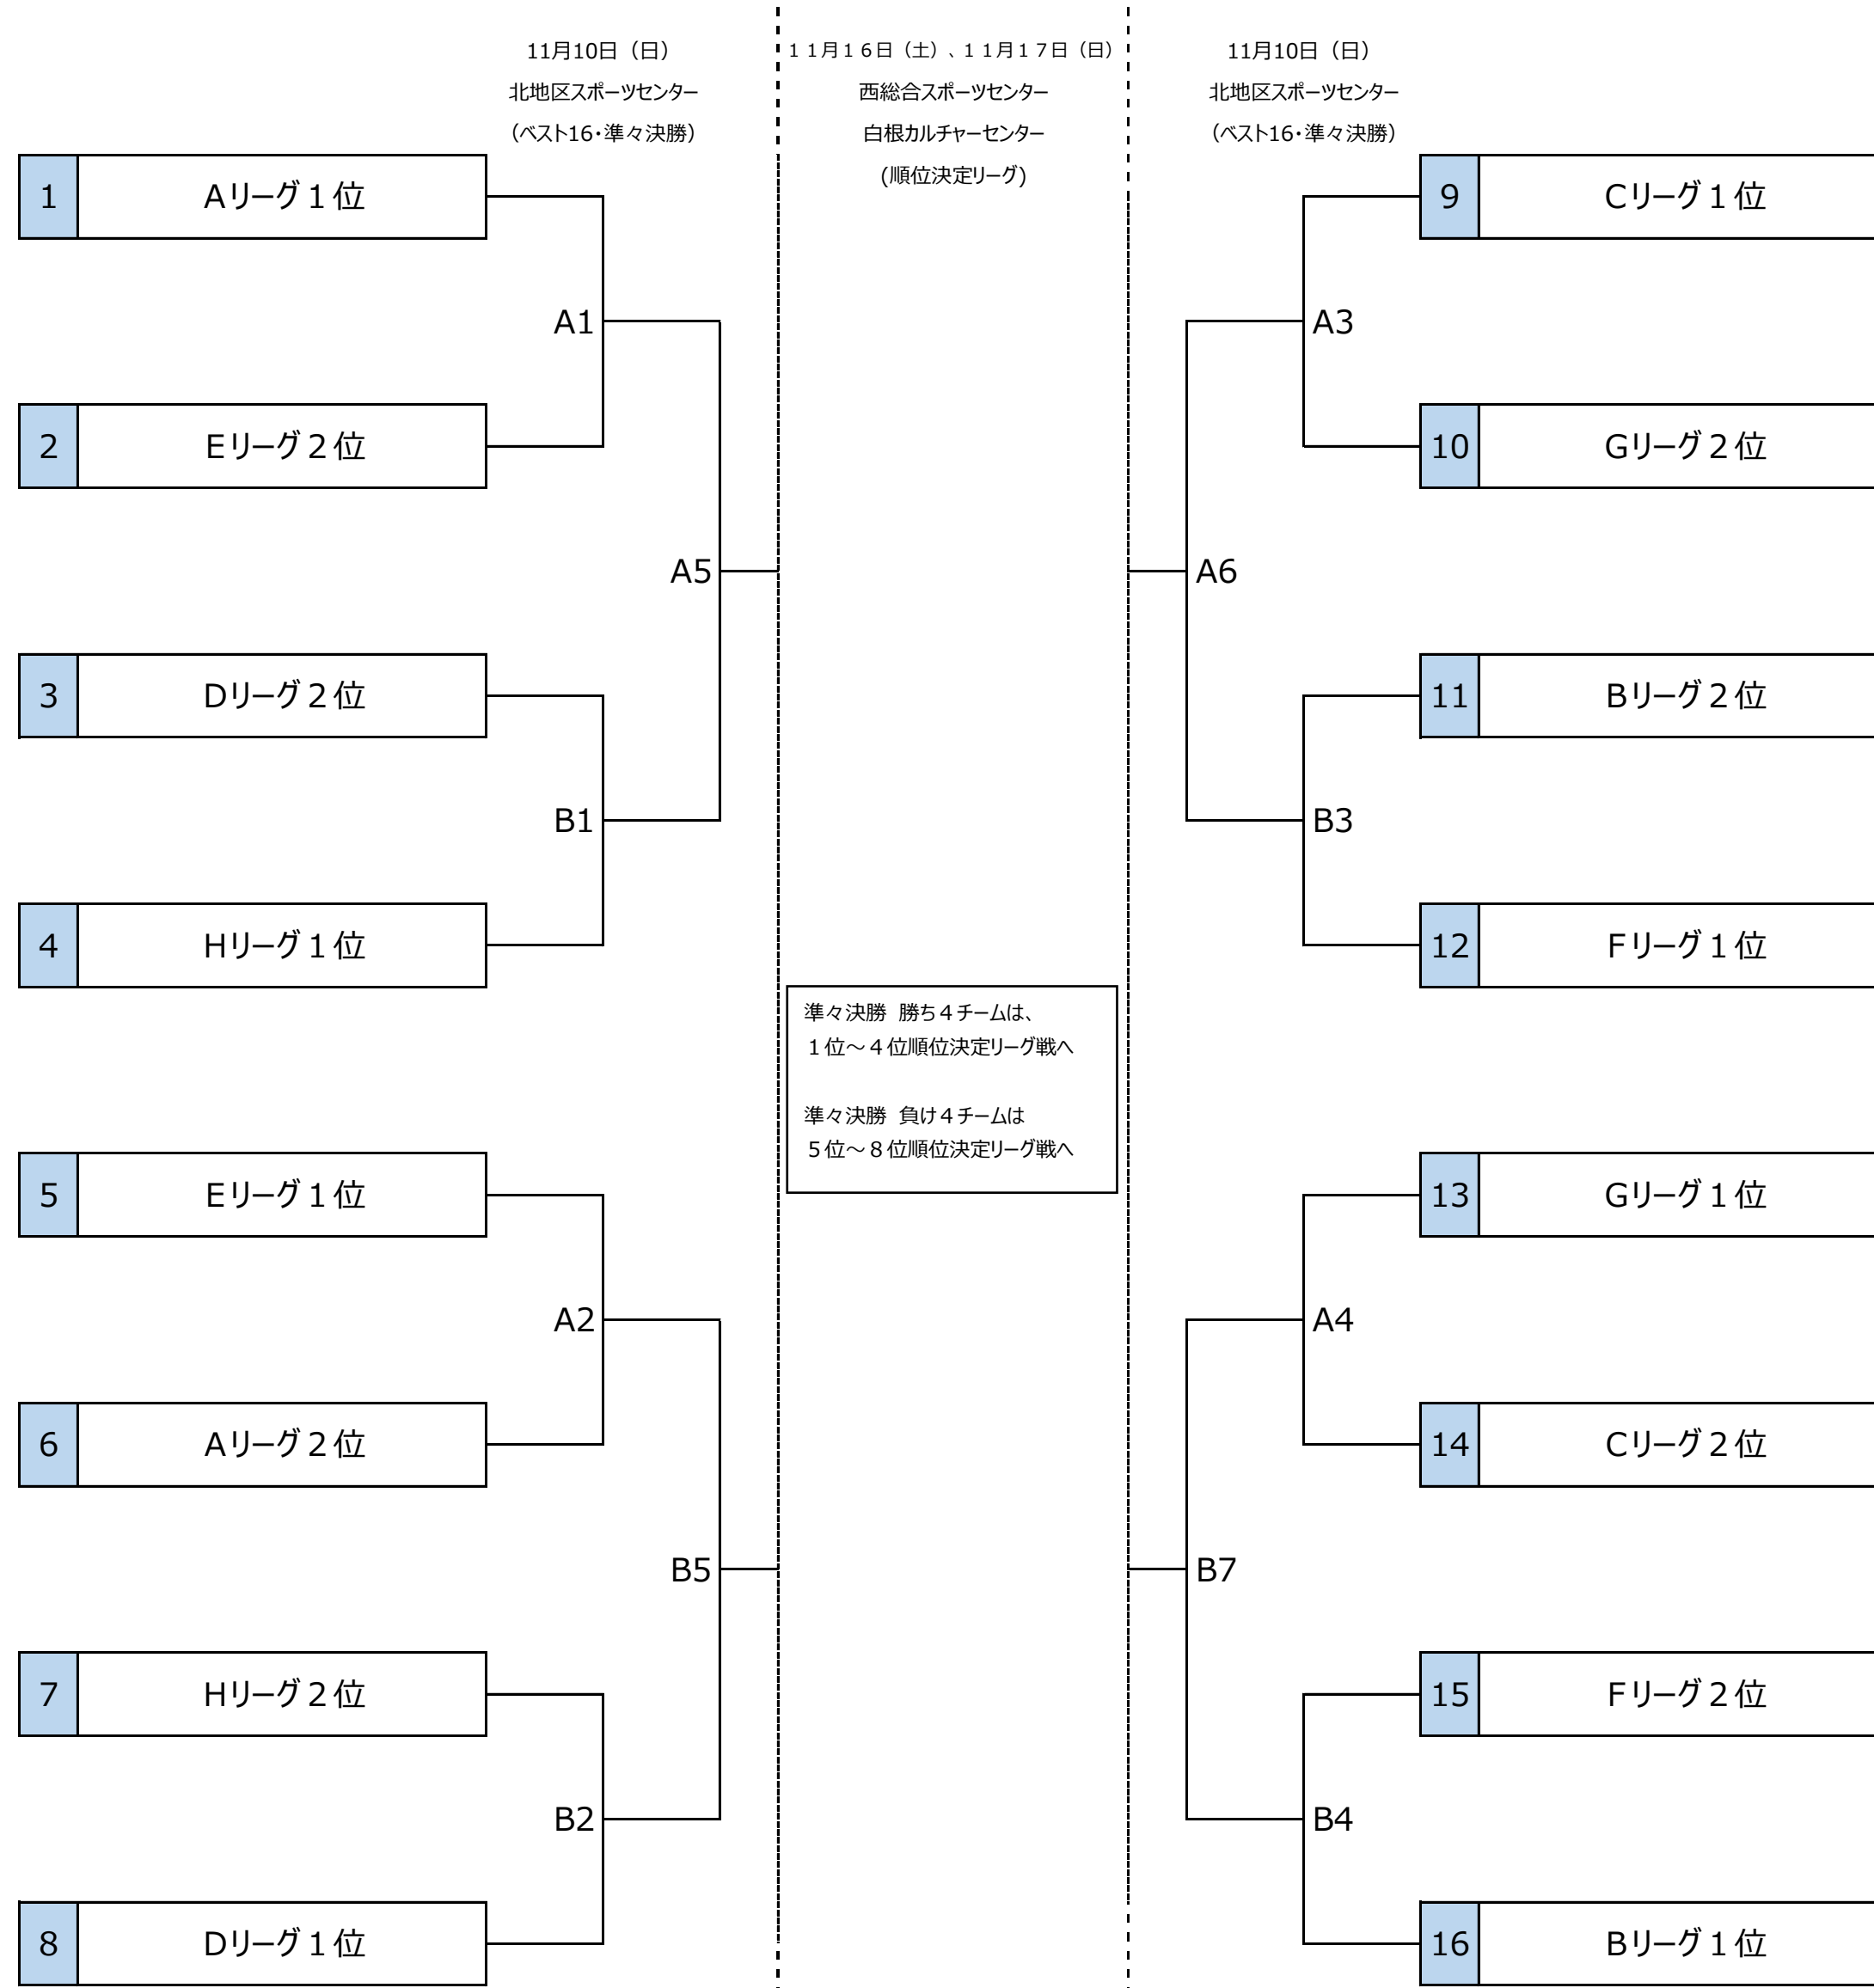 11月10日（日）
北地区スポーツセンター
（ベスト16・準々決勝）
１１月１６日（土）、１１月１７日（日）
西総合スポーツセンター
白根カルチャーセンター
(順位決定リーグ)
11月10日（日）
北地区スポーツセンター
（ベスト16・準々決勝）
1 Aリーグ１位
9 Cリーグ１位
A1
A3
2 Eリーグ２位
10 Gリーグ２位
A5
A6
3 Dリーグ２位
11 Bリーグ２位
B1
B3
4 Hリーグ１位
12 Fリーグ１位
準々決勝 勝ち４チームは、
１位～４位順位決定リーグ戦へ
準々決勝 負け４チームは
５位～８位順位決定リーグ戦へ
5 Eリーグ１位
13 Gリーグ１位
A2
A4
6 Aリーグ２位
14 Cリーグ２位
B5
B7
7 Hリーグ２位
15 Fリーグ２位
B2
B4
8 Dリーグ１位
16 Bリーグ１位